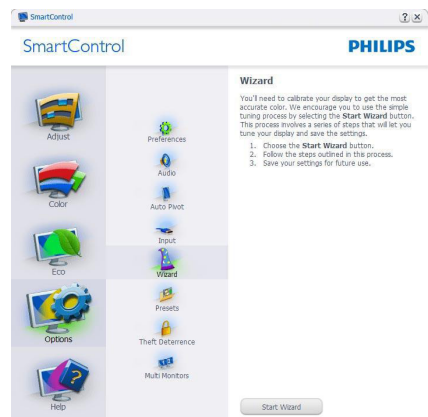 SmartControl
SmartControl
PHILIPS
Adjust
Color
Eco
Options
Help
Preferences
Audio
Auto Pivot
Input
Wizard
Presets
Theft Deterrence
Multi Monitors
Wizard
You'll need to calibrate your display to get the most
accurate color. We encourage you to use the simple
tuning process by selecting the Start Wizard button.
This process involves a series of steps that will let you
tune your display and save the settings.
1. Choose the Start Wizard button.
2. Follow the steps outlined in this process.
3. Save your settings for future use.
Start Wizard